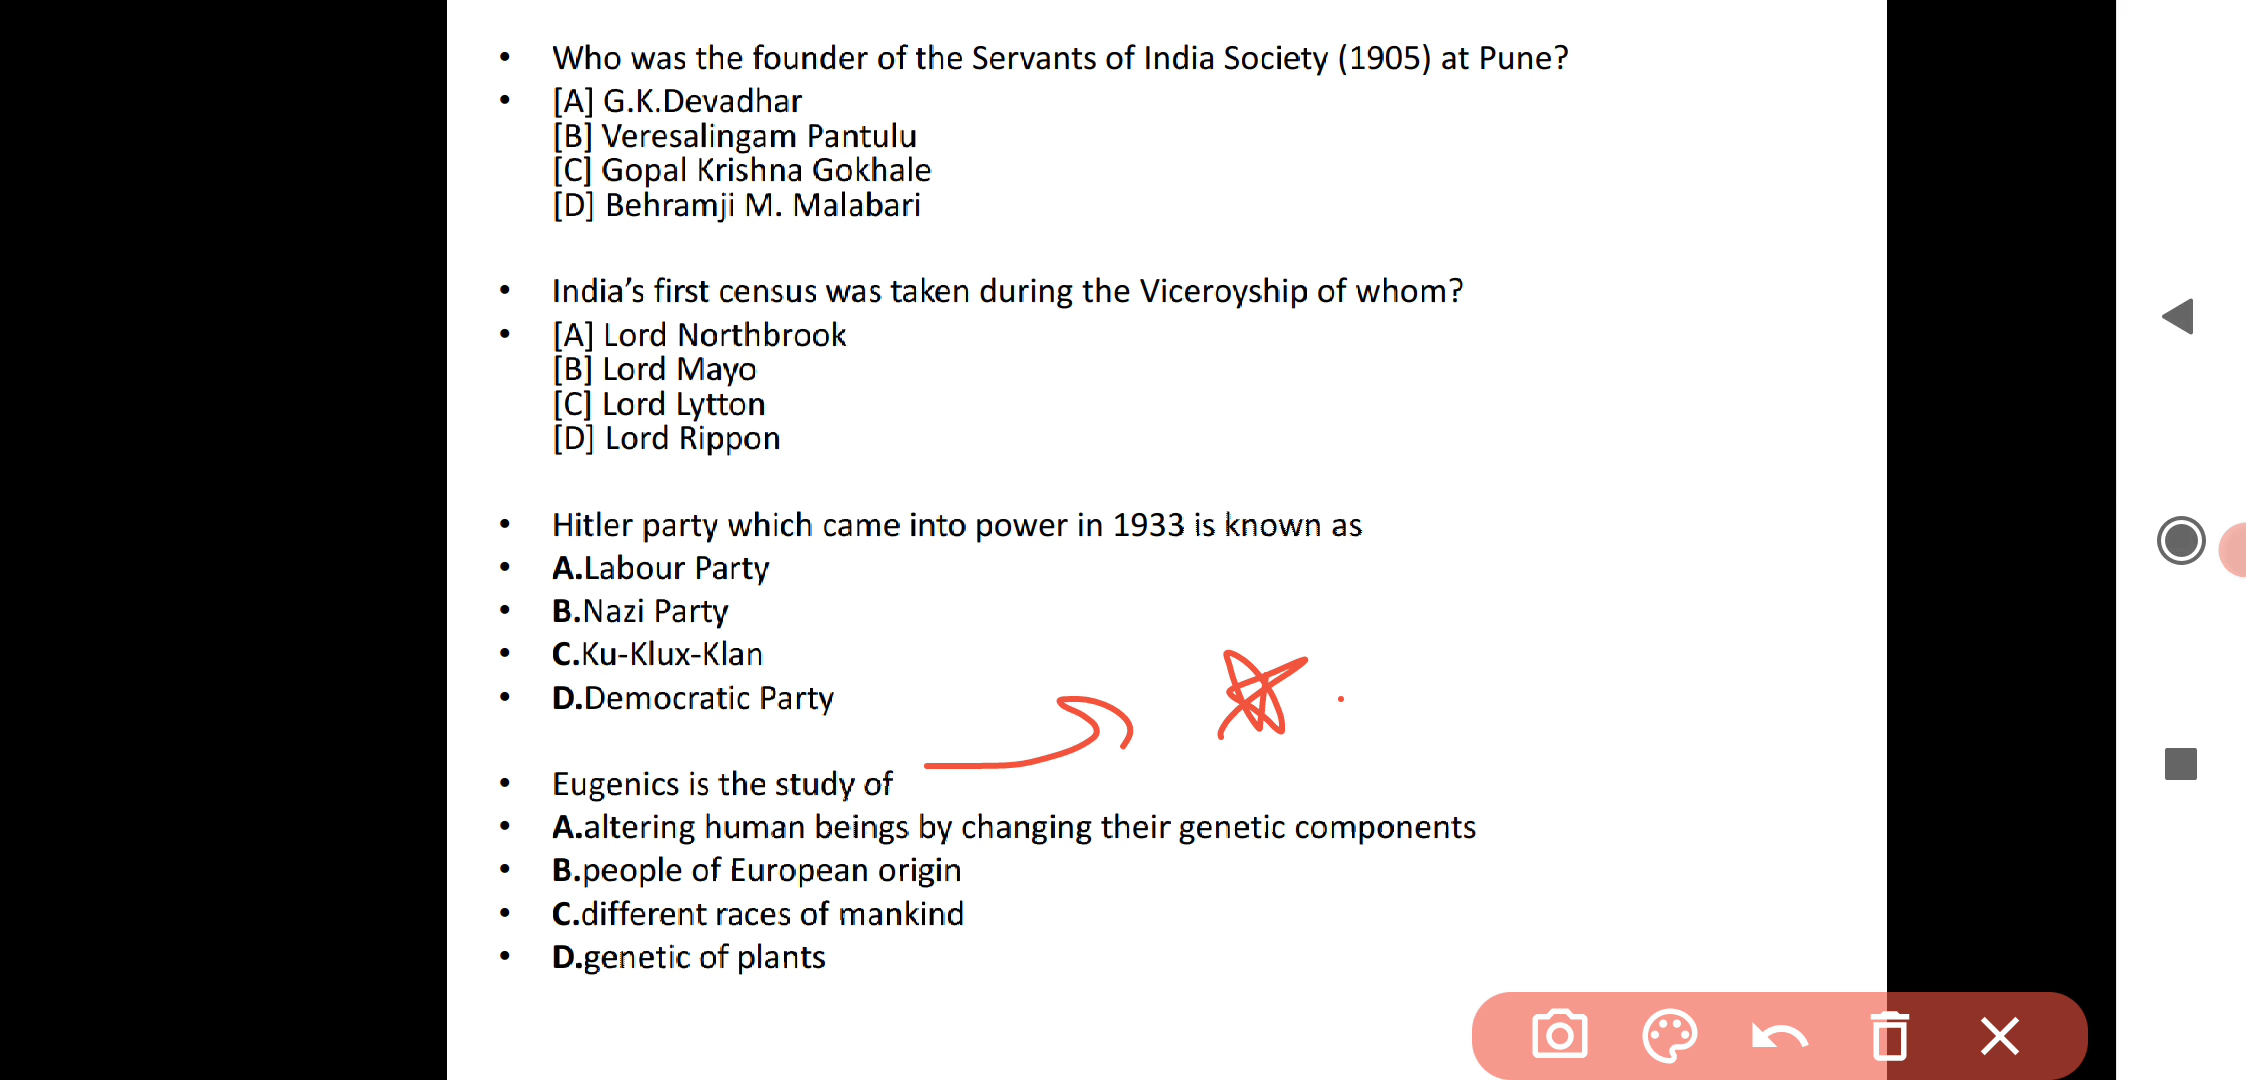 • Who was the founder of the Servants of India Society (1905) at Pune?
• [A] G.K.Devadhar
[B] Veresalingam Pantulu
[C] Gopal Krishna Gokhale
[D] Behramji M. Malabari
• India’s first census was taken during the Viceroyship of whom?
• [A] Lord Northbrook
[B] Lord Mayo
[C] Lord Lytton
[D] Lord Rippon
• Hitler party which came into power in 1933 is known as
• A.Labour Party
• B.Nazi Party
• C.Ku-Klux-Klan
• D.Democratic Party
• Eugenics is the study of
• A.altering human beings by changing their genetic components
• B.people of European origin
• C.different races of mankind
• D.genetic of plants